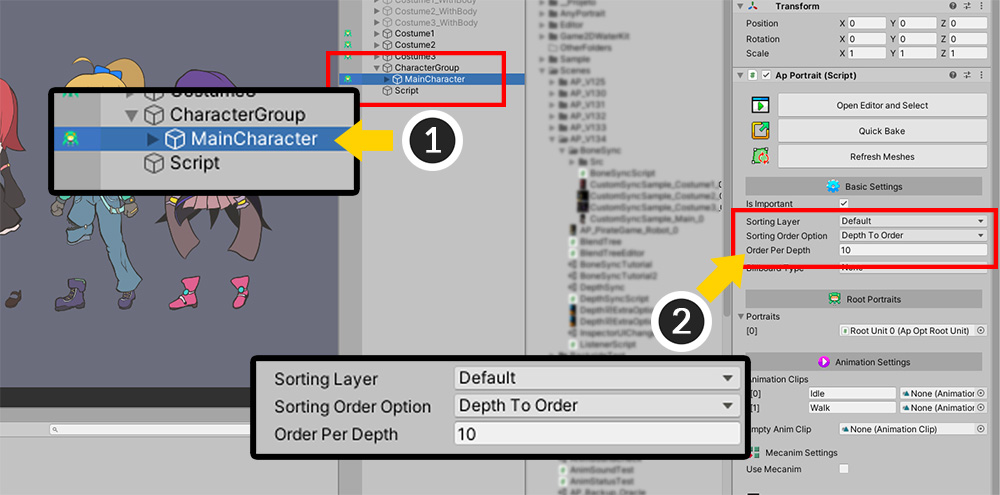 Costume1_WithBody
Costume2_WithBody
Costume3_WithBody
Costume1
Costume2
Costume3
CharacterGroup
MainCharacter
Script
CharacterGroup
MainCharacter
Script
1
_Projeto
AnyPortrait
Editor
Game2DWaterKit
OtherFolders
Sample
Scenes
AP_V125
AP_V130
AP_V131
AP_V132
AP_V133
AP_V134
BoneSync
Src
BoneSyncScript
CustomSyncSample_Costume1_0
CustomSyncSample_Costume2_0
CustomSyncSample_Costume3_0
CustomSyncSample_Main_0
AP_PirateGame_Robot_0
BlendTree
BlendTreeEditor
BoneSyncTutorial
BoneSyncTutorial2
DepthSync
DepthSyncScript
ListenerScript
AnimSoundTest
AnimStatusTest
AP_Backup_Oracle
Transform
Position X 0 Y 0 Z 0
Rotation X 0 Y 0 Z 0
Scale X 1 Y 1 Z 1
# Ap Portrait (Script)
Open Editor and Select
Quick Bake
Refresh Meshes
Basic Settings
Is Important
Sorting Layer Default
Sorting Order Option Depth To Order
Order Per Depth 10
Billboard Type None
2
Root Portraits
Portraits
[0] # Root Unit 0 (Ap Opt Root Unit)
Animation Settings
Animation Clips
[0] Idle None (Animation
[1] Walk None (Animation
Empty Anim Clip None (Animation Clip)
Mecanim Settings
Use Mecanim
Sorting Layer Default
Sorting Order Option Depth To Order
Order Per Depth 10